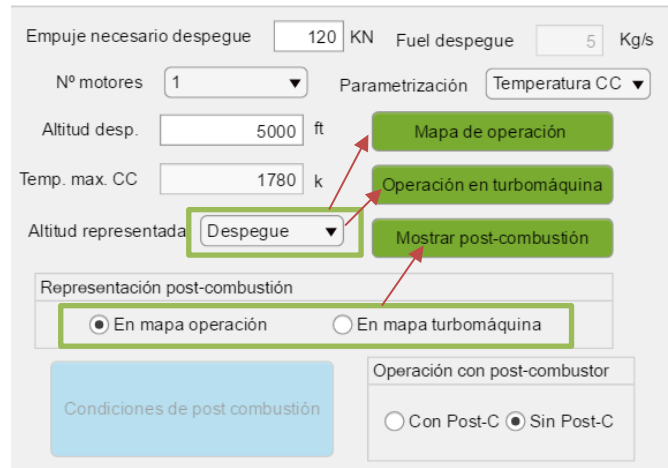 Empuje necesario despegue 120 KN Fuel despegue 5 Kg/s
Nº motores 1 Parametrización Temperatura CC
Altitud desp. 5000 ft Mapa de operación
Temp. max. CC 1780 k Operación en turbomáquina
Altitud representada Despegue Mostrar post-combustión
Representación post-combustión
En mapa operación En mapa turbomáquina
Operación con post-combustor
Condiciones de post combustión
Con Post-C Sin Post-C